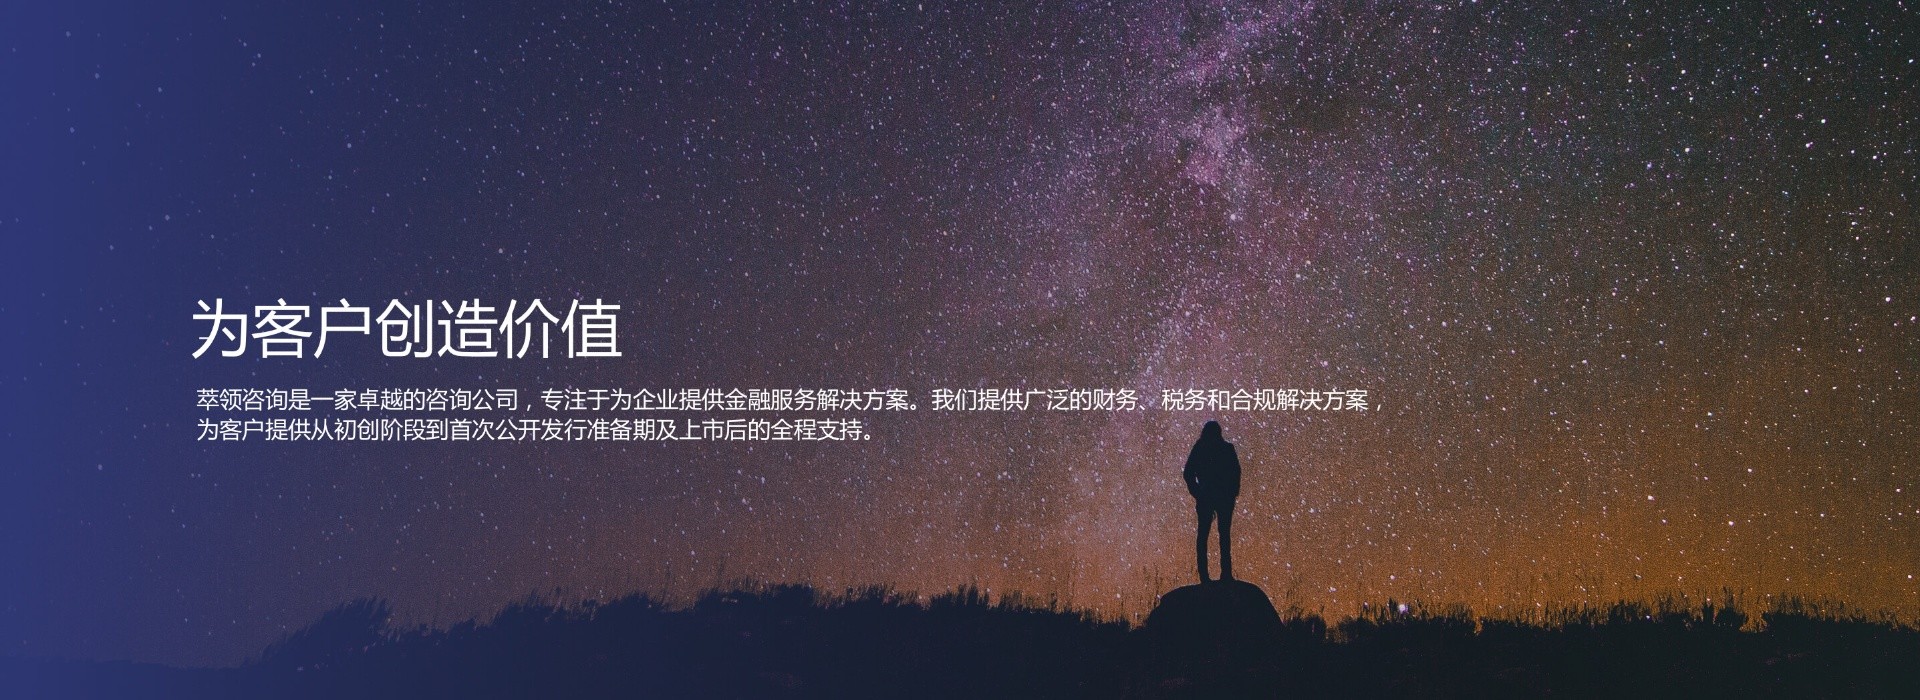 为客户创造价值
萃领咨询是一家卓越的咨询公司，专注于为企业提供金融服务解决方案。我们提供广泛的财务、税务和合规解决方案，
为客户提供从初创阶段到首次公开发行准备期及上市后的全程支持。